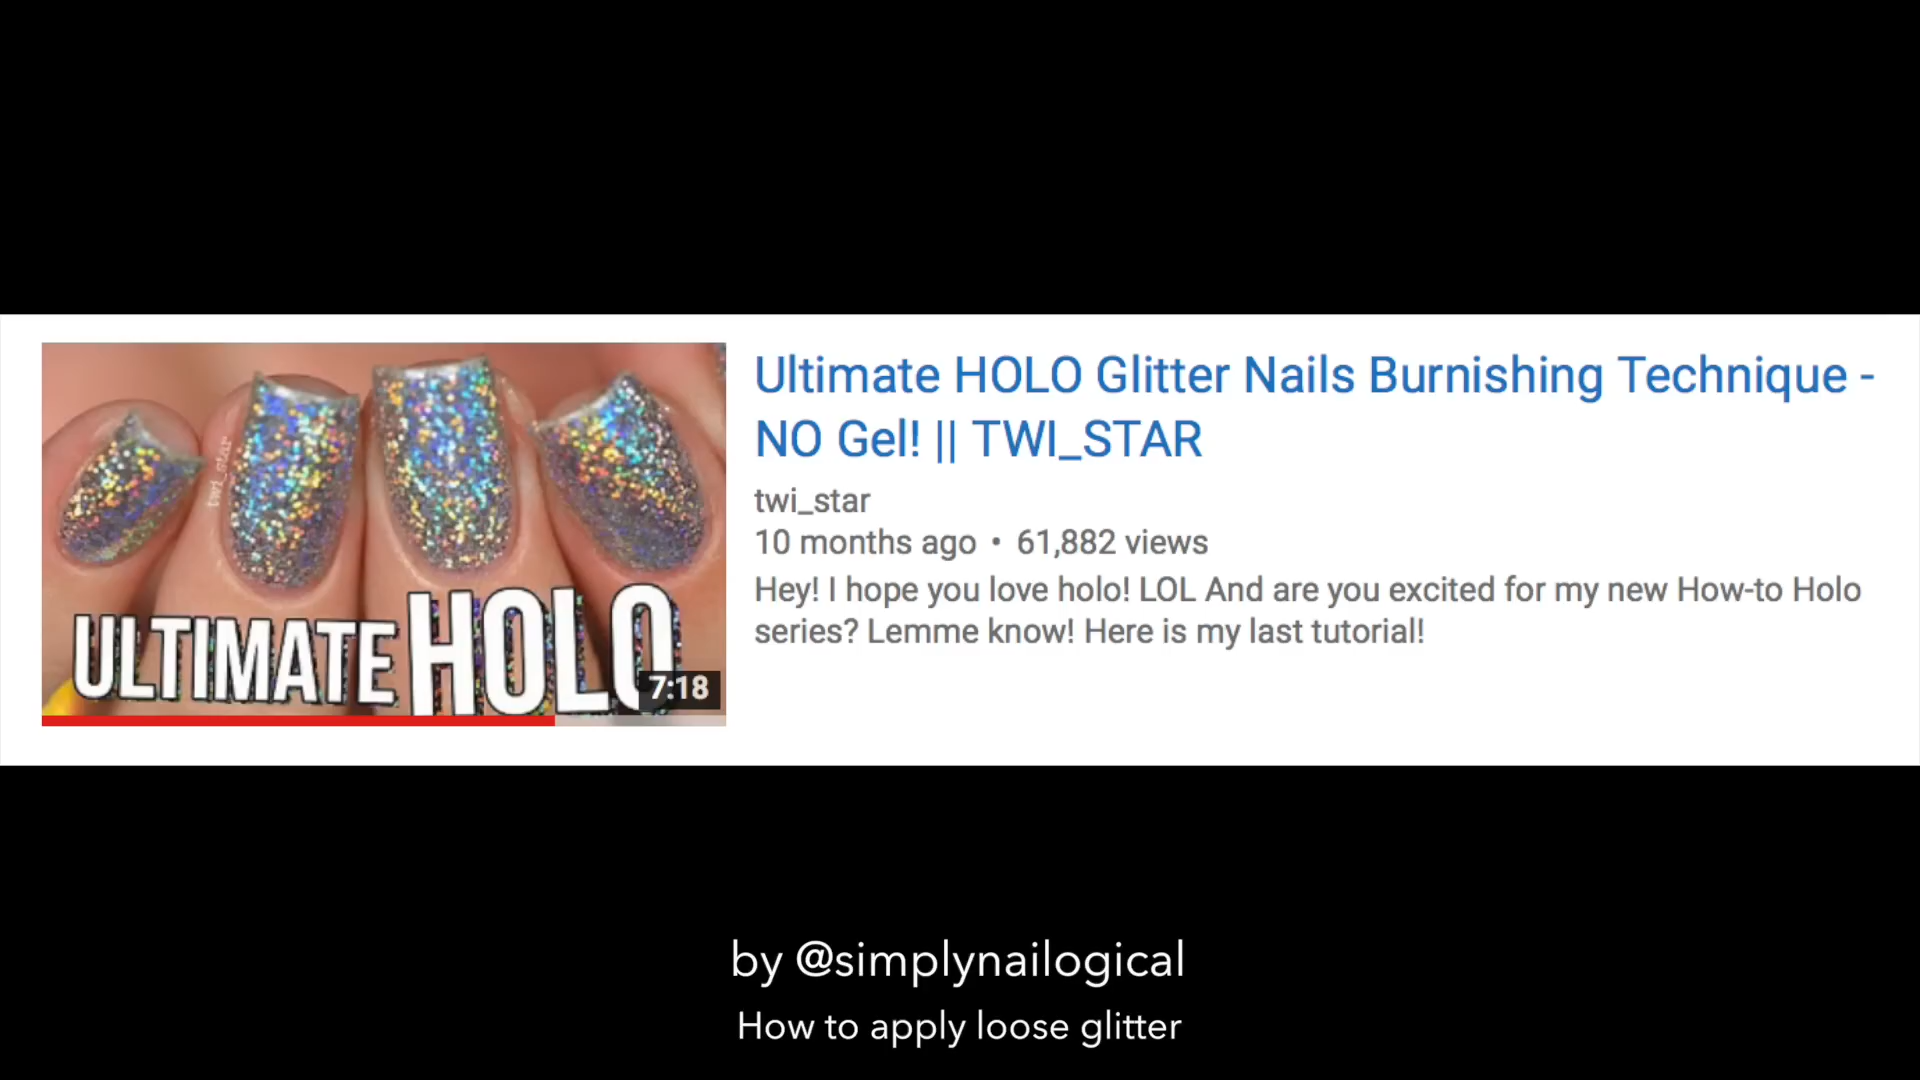 twi_star
ULTIMATE HOLO
7:18
Ultimate HOLO Glitter Nails Burnishing Technique -
NO Gel! || TWI_STAR
twi_star
10 months ago • 61,882 views
Hey! I hope you love holo! LOL And are you excited for my new How-to Holo
series? Lemme know! Here is my last tutorial!
by @simplynailogical
How to apply loose glitter